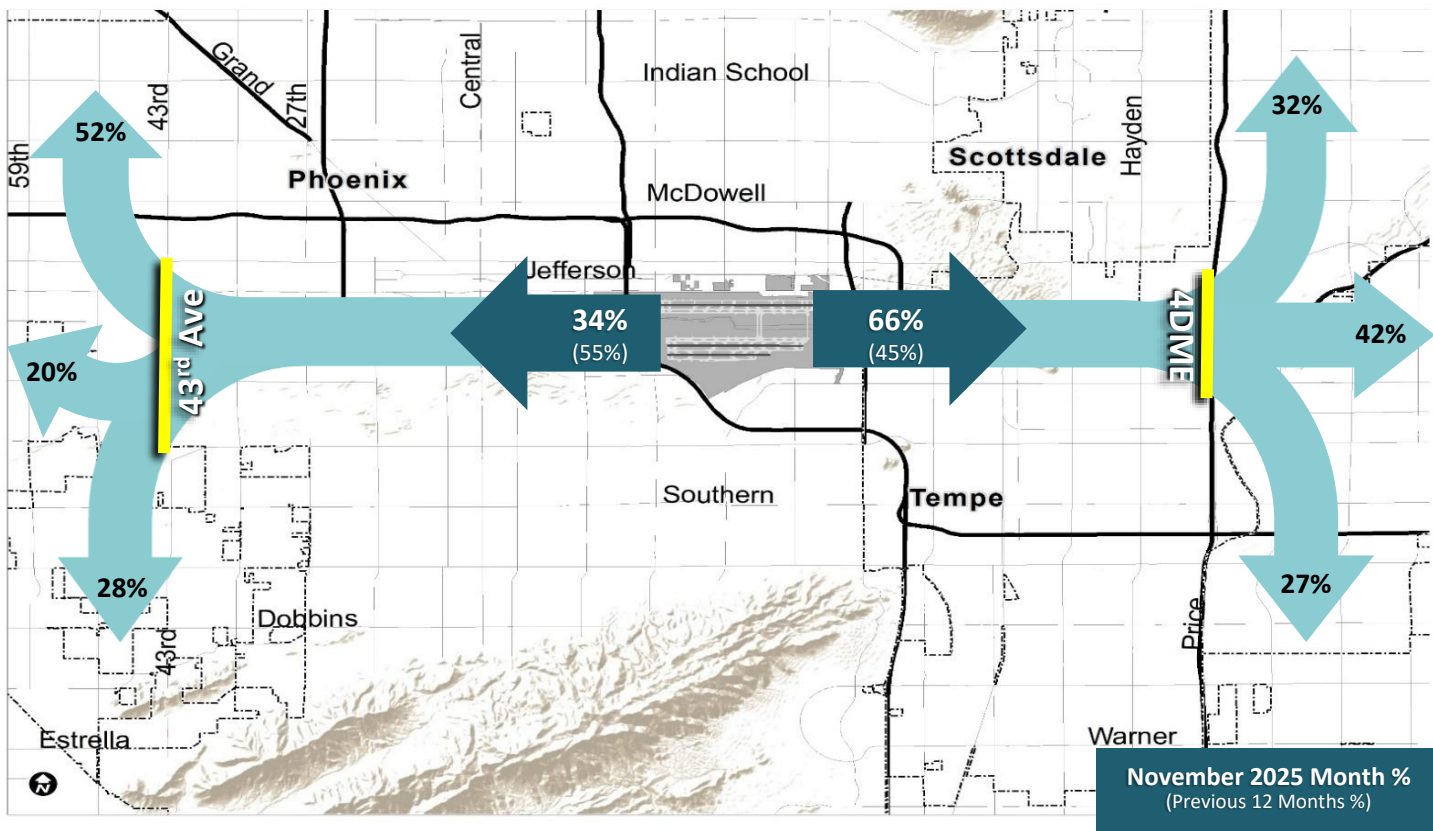 Grand
43rd
27th
Central
Indian School
Hayden
32%
52%
59th
Phoenix
Scottsdale
McDowell
Jefferson
43rd Ave
34%
(55%)
66%
(45%)
4DME
42%
20%
Southern
Tempe
28%
27%
Dobbins
43rd
Price
Estrella
Warner
N
November 2025 Month %
(Previous 12 Months %)